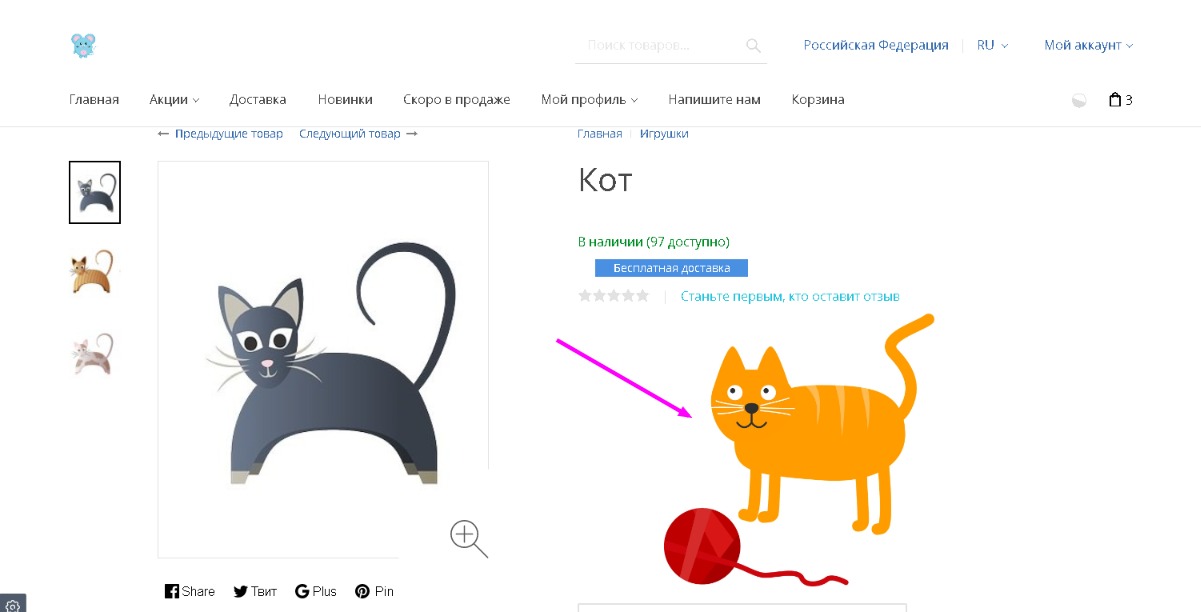 Поиск товаров...
Российская Федерация
RU
Мой аккаунт
Главная
Акции
Доставка
Новинки
Скоро в продаже
Мой профиль
Напишите нам
Корзина
3
Предыдущие товар
Следующий товар
Главная
Игрушки
Кот
В наличии (97 доступно)
Бесплатная доставка
Станьте первым, кто оставит отзыв
Share
Твит
Plus
Pin